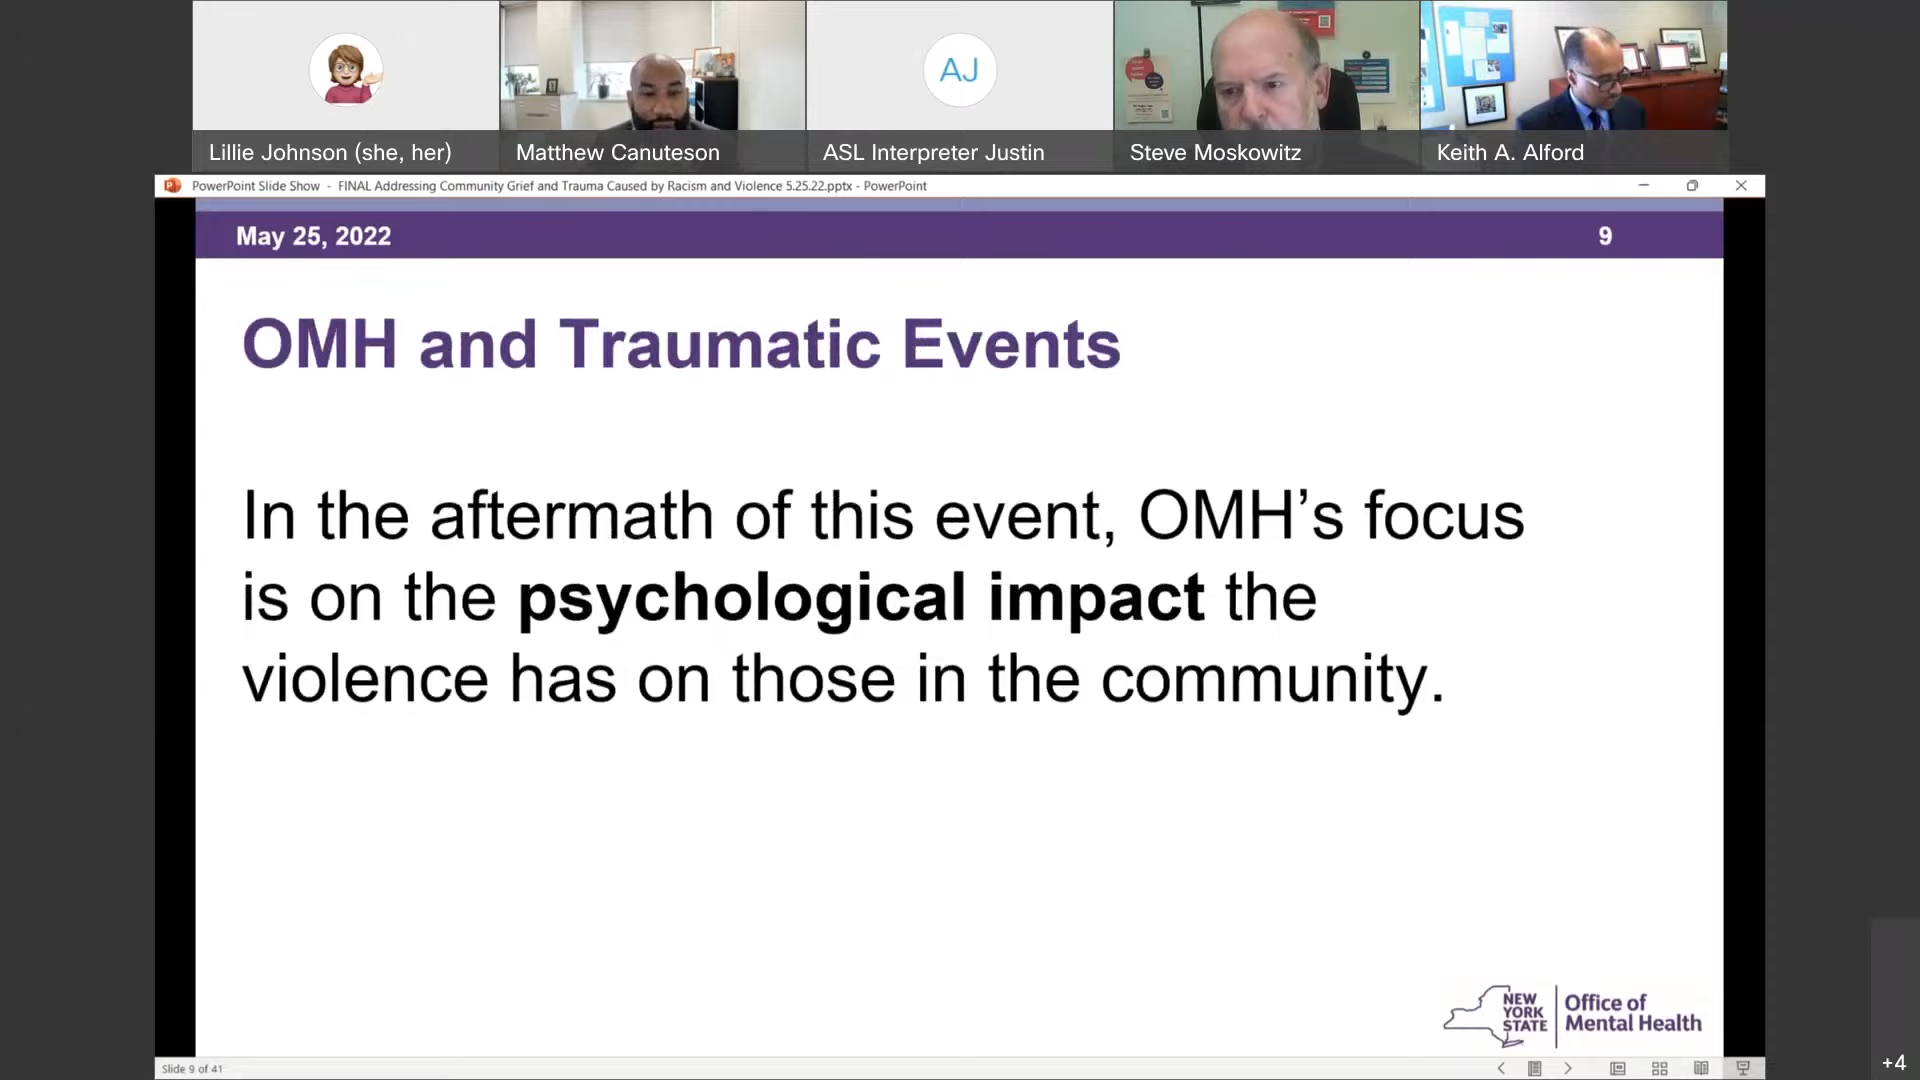 AJ
Lillie Johnson (she, her)
Matthew Canuteson
ASL Interpreter Justin
Steve Moskowitz
Keith A. Alford
PowerPoint Slide Show - FINAL Addressing Community Grief and Trauma Caused by Racism and Violence 5.25.22.pptx - PowerPoint
May 25, 2022
9
OMH and Traumatic Events
In the aftermath of this event, OMH’s focus
is on the psychological impact the
violence has on those in the community.
NEW
YORK
STATE
Office of
Mental Health
Slide 9 of 41
+4